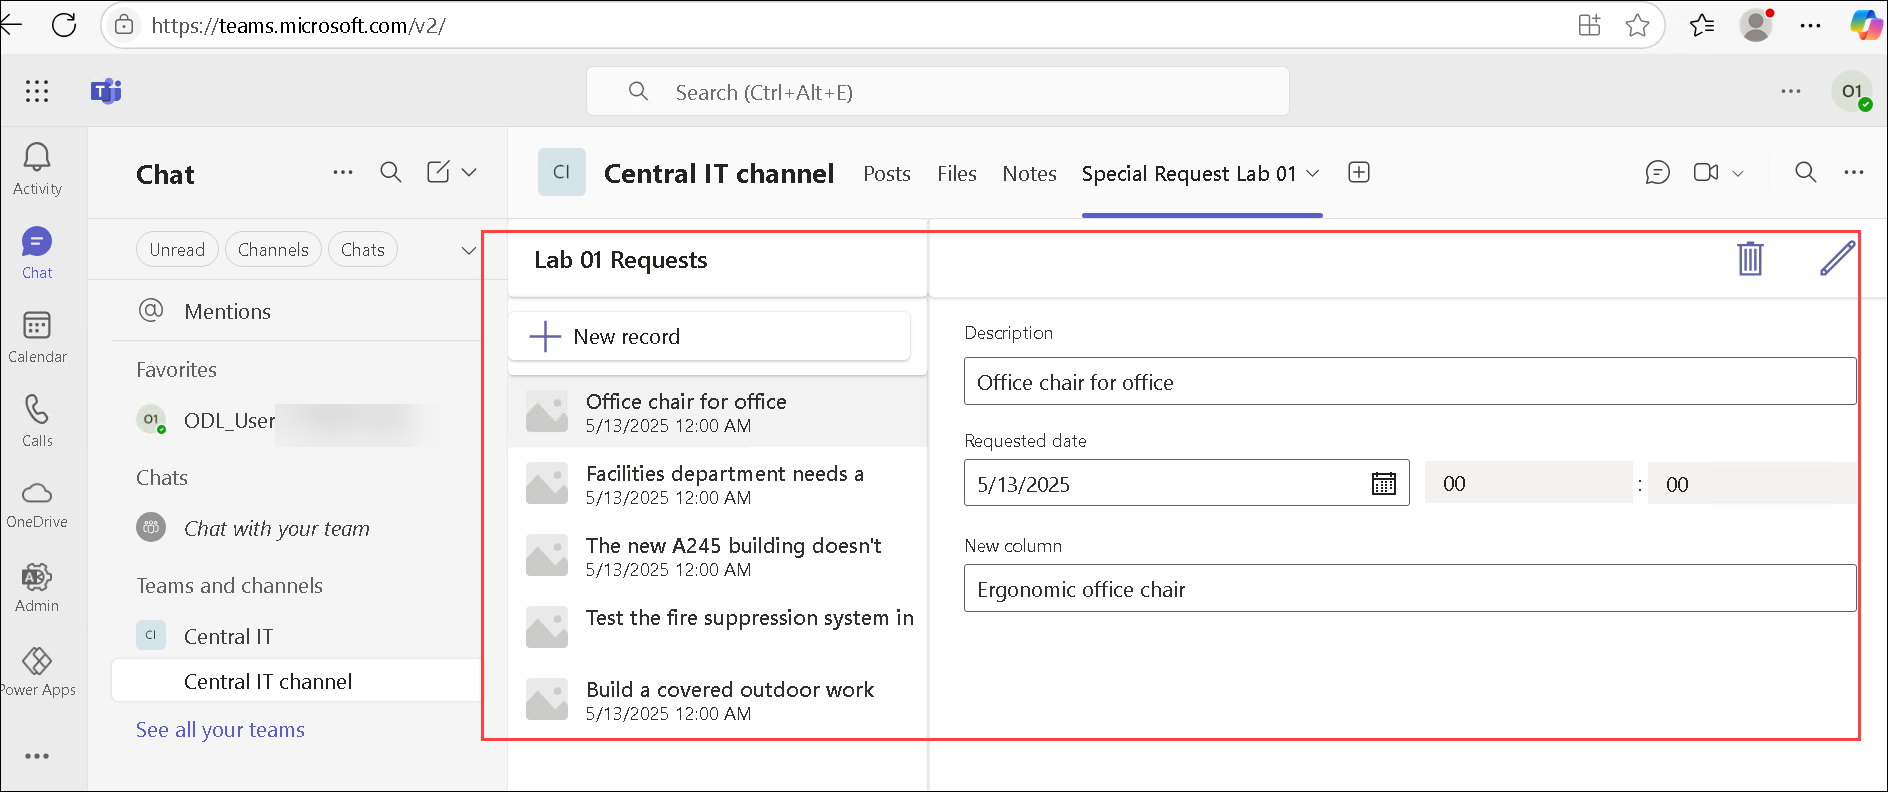 https://teams.microsoft.com/v2/
Search (Ctrl+Alt+E)
O1
Activity
Chat
Calendar
Calls
OneDrive
Admin
Power Apps
Chat
Unread
Channels
Chats
Mentions
Favorites
O1
ODL_User
Chats
Chat with your team
Teams and channels
CI
Central IT
Central IT channel
See all your teams
CI
Central IT channel
Posts
Files
Notes
Special Request Lab 01
Lab 01 Requests
New record
Office chair for office
5/13/2025 12:00 AM
Facilities department needs a
5/13/2025 12:00 AM
The new A245 building doesn't
5/13/2025 12:00 AM
Test the fire suppression system in
Build a covered outdoor work
5/13/2025 12:00 AM
Description
Office chair for office
Requested date
5/13/2025
00
:
00
New column
Ergonomic office chair